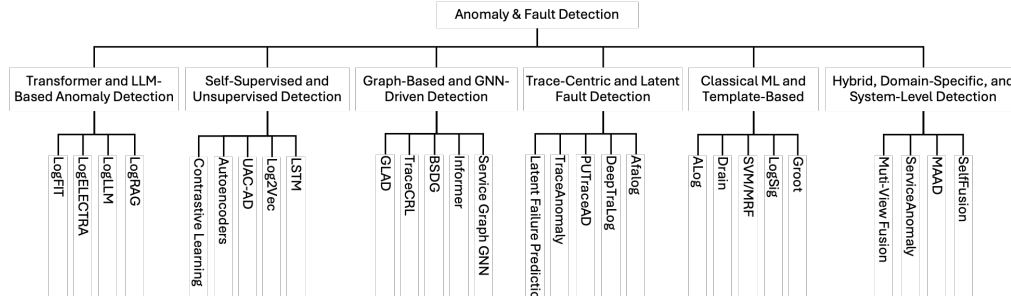 Anomaly & Fault Detection
Transformer and LLM-
Based Anomaly Detection
Self-Supervised and
Unsupervised Detection
Graph-Based and GNN-
Driven Detection
Trace-Centric and Latent
Fault Detection
Classical ML and
Template-Based
Hybrid, Domain-Specific, and
System-Level Detection
LogFIT
LogELECTRA
LogLLM
LogRAG
Contrastive Learning
Autoencoders
UAC-AD
Log2Vec
LSTM
GLAD
TraceCRL
BSDG
Informer
Service Graph GNN
Latent Failure Predictio
TraceAnomaly
PUTraceAD
DeepTraLog
Afalog
ALog
Drain
SVM/MRF
LogSig
Groot
Muti-View Fusion
ServiceAnomaly
MAAD
SelfFusion